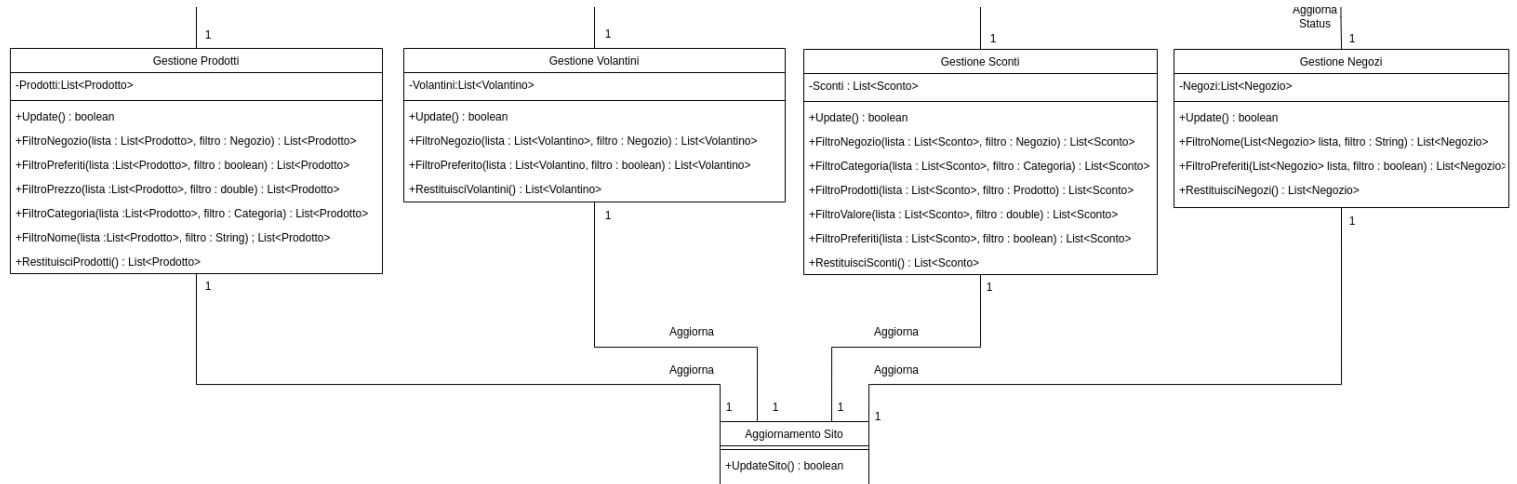 Aggiorna
Status
1
1
1
1
Gestione Prodotti
-Prodotti:List<Prodotto>
+Update() : boolean
+FiltroNegozio(lista : List<Prodotto>, filtro : Negozio) : List<Prodotto>
+FiltroPreferiti(lista :List<Prodotto>, filtro : boolean) : List<Prodotto>
+FiltroPrezzo(lista :List<Prodotto>, filtro : double) : List<Prodotto>
+FiltroCategoria(lista :List<Prodotto>, filtro : Categoria) : List<Prodotto>
+FiltroNome(lista :List<Prodotto>, filtro : String) ; List<Prodotto>
+RestituisciProdotti() : List<Prodotto>
1
Gestione Volantini
-Volantini:List<Volantino>
+Update() : boolean
+FiltroNegozio(lista : List<Volantino>, filtro : Negozio) : List<Volantino>
+FiltroPreferito(lista : List<Volantino, filtro : boolean) : List<Volantino>
+RestituisciVolantini() : List<Volantino>
1
Gestione Sconti
-Sconti : List<Sconto>
+Update() : boolean
+FiltroNegozio(lista : List<Sconto>, filtro : Negozio) : List<Sconto>
+FiltroCategoria(lista : List<Sconto>, filtro : Categoria) : List<Sconto>
+FiltroProdotti(lista : List<Sconto>, filtro : Prodotto) : List<Sconto>
+FiltroValore(lista : List<Sconto>, filtro : double) : List<Sconto>
+FiltroPreferiti(lista : List<Sconto>, filtro : boolean) : List<Sconto>
+RestituisciSconti() : List<Sconto>
1
Gestione Negozi
-Negozi:List<Negozio>
+Update() : boolean
+FiltroNome(List<Negozio> lista, filtro : String) : List<Negozio>
+FiltroPreferiti(List<Negozio> lista, filtro : boolean) : List<Negozio>
+RestituisciNegozi() : List<Negozio>
1
Aggiorna
Aggiorna
Aggiorna
Aggiorna
1
1
1
1
Aggiornamento Sito
+UpdateSito() : boolean